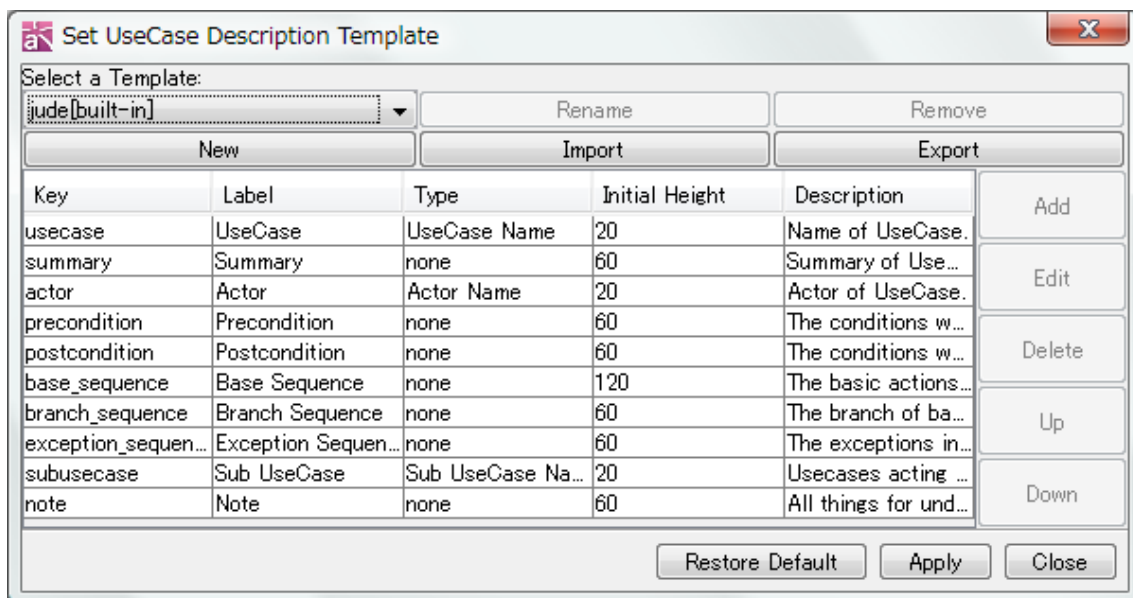 Set UseCase Description Template
Select a Template:
jude[built-in] Rename Remove
New Import Export
Key Label Type Initial Height Description
usecase UseCase UseCase Name 20 Name of UseCase.
summary Summary none 60 Summary of Use...
actor Actor Actor Name 20 Actor of UseCase.
precondition Precondition none 60 The conditions w...
postcondition Postcondition none 60 The conditions w...
base_sequence Base Sequence none 120 The basic actions...
branch_sequence Branch Sequence none 60 The branch of ba...
exception_sequen... Exception Sequen... none 60 The exceptions in...
subusecase Sub UseCase Sub UseCase Na... 20 Usecases acting ...
note Note none 60 All things for und...
Add
Edit
Delete
Up
Down
Restore Default Apply Close